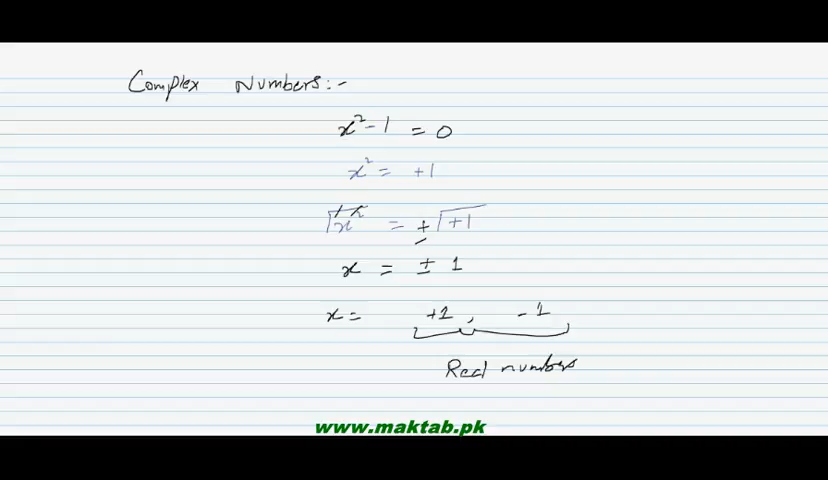 Complex Numbers:-
x² - 1 = 0
x² = +1
√x² = ±√+1
x = ± 1
x = +1, -1
Real numbers
www.maktab.pk